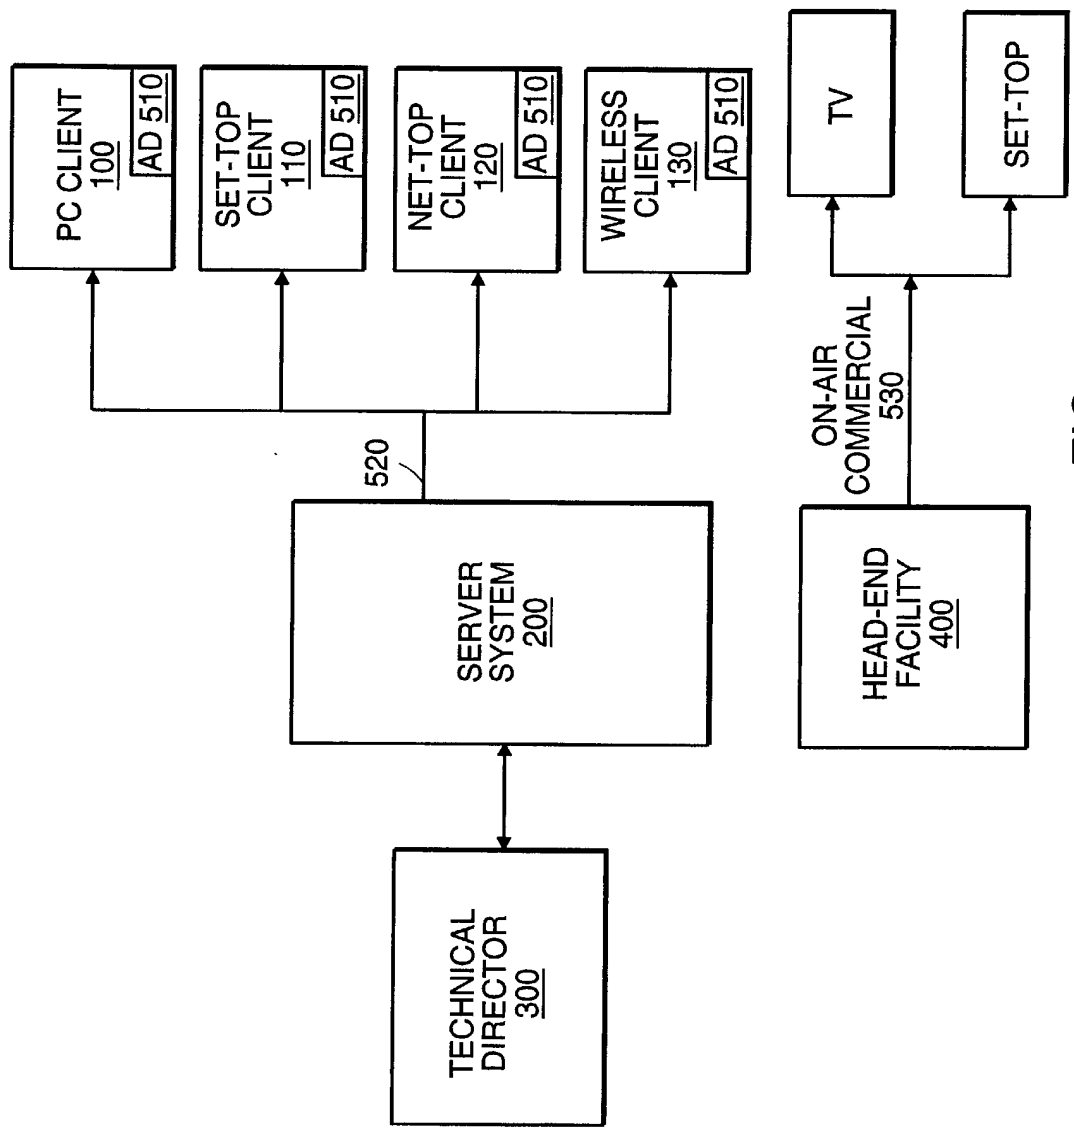 PC CLIENT
100
AD 510
SET-TOP
CLIENT
110
AD 510
NET-TOP
CLIENT
120
AD 510
WIRELESS
CLIENT
130
AD 510
520
SERVER
SYSTEM
200
TECHNICAL
DIRECTOR
300
TV
SET-TOP
ON-AIR
COMMERCIAL
530
HEAD-END
FACILITY
400